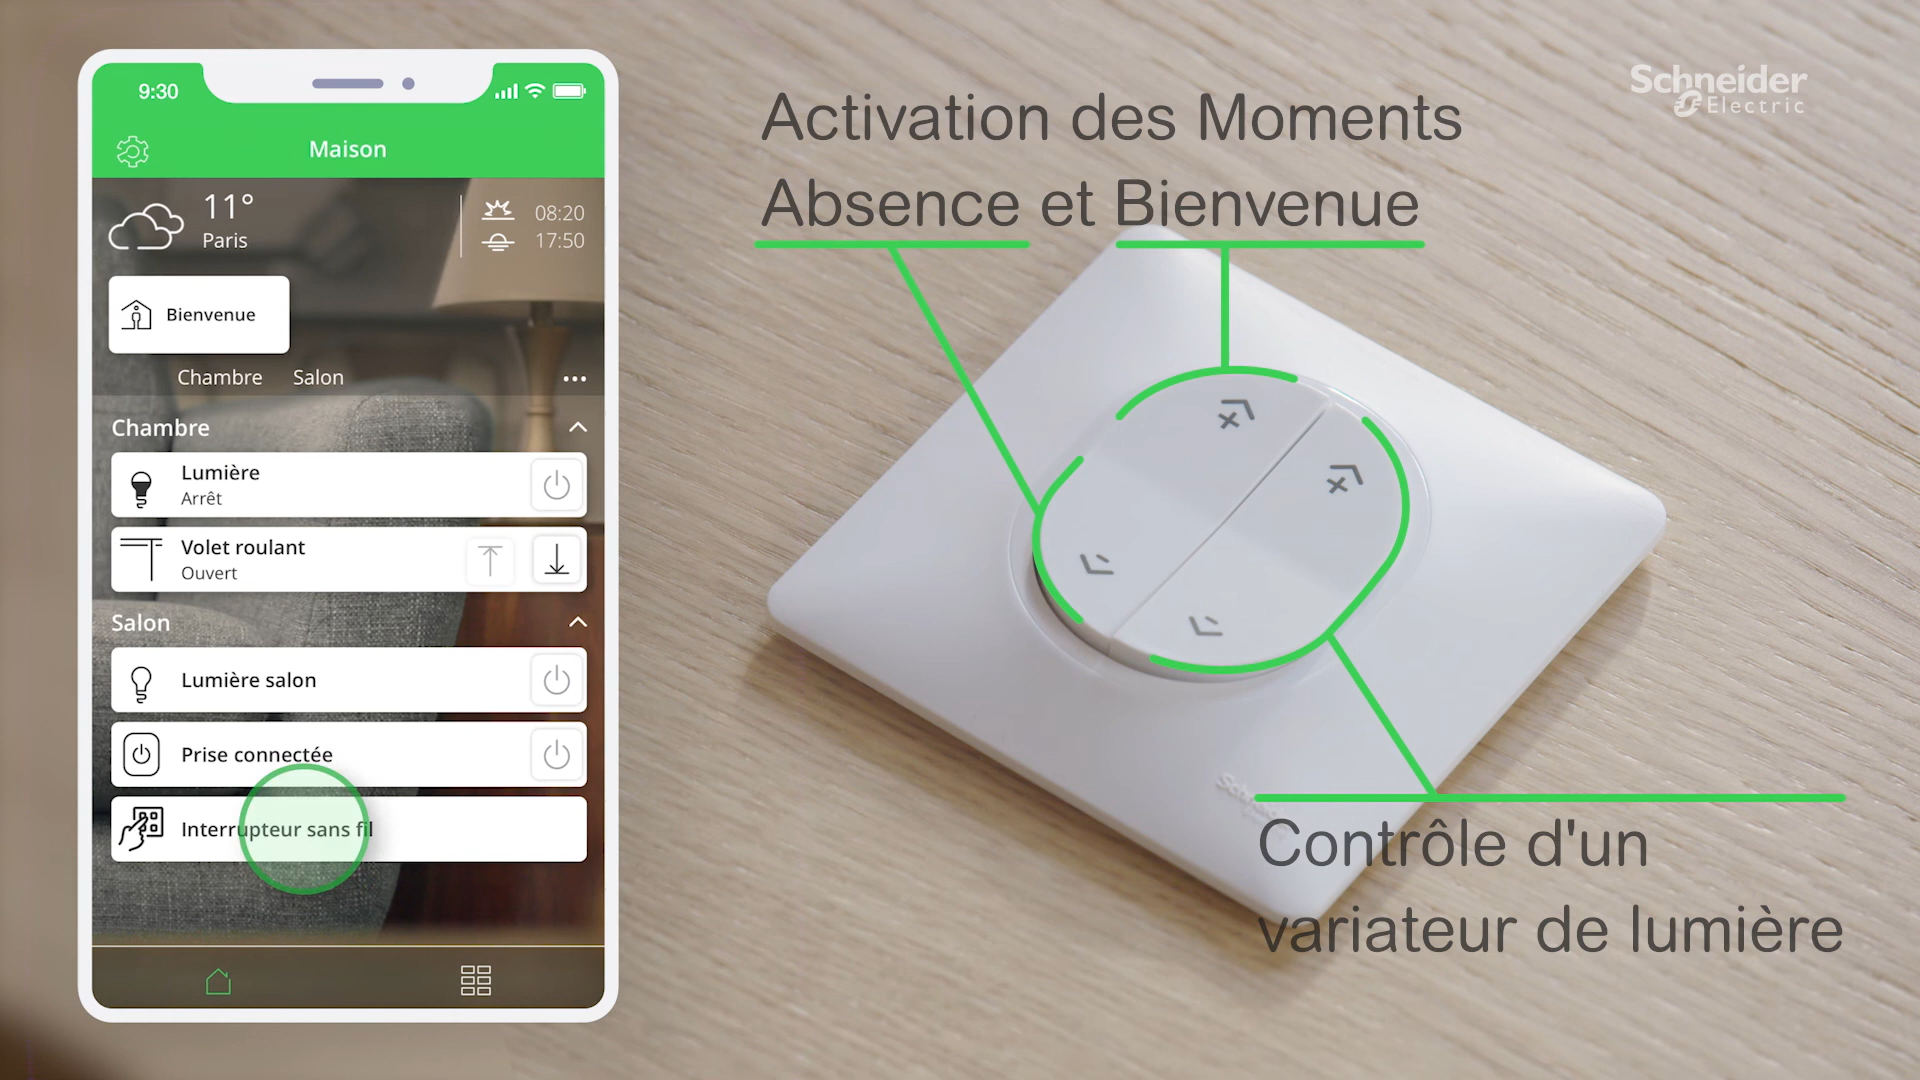 9:30
Maison
11°
Paris
08:20
17:50
Bienvenue
Chambre Salon
Chambre
Lumière
Arrêt
Volet roulant
Ouvert
Salon
Lumière salon
Prise connectée
Interrupteur sans fil
Activation des Moments
Absence et Bienvenue
Schneider
Electric
Contrôle d'un
variateur de lumière